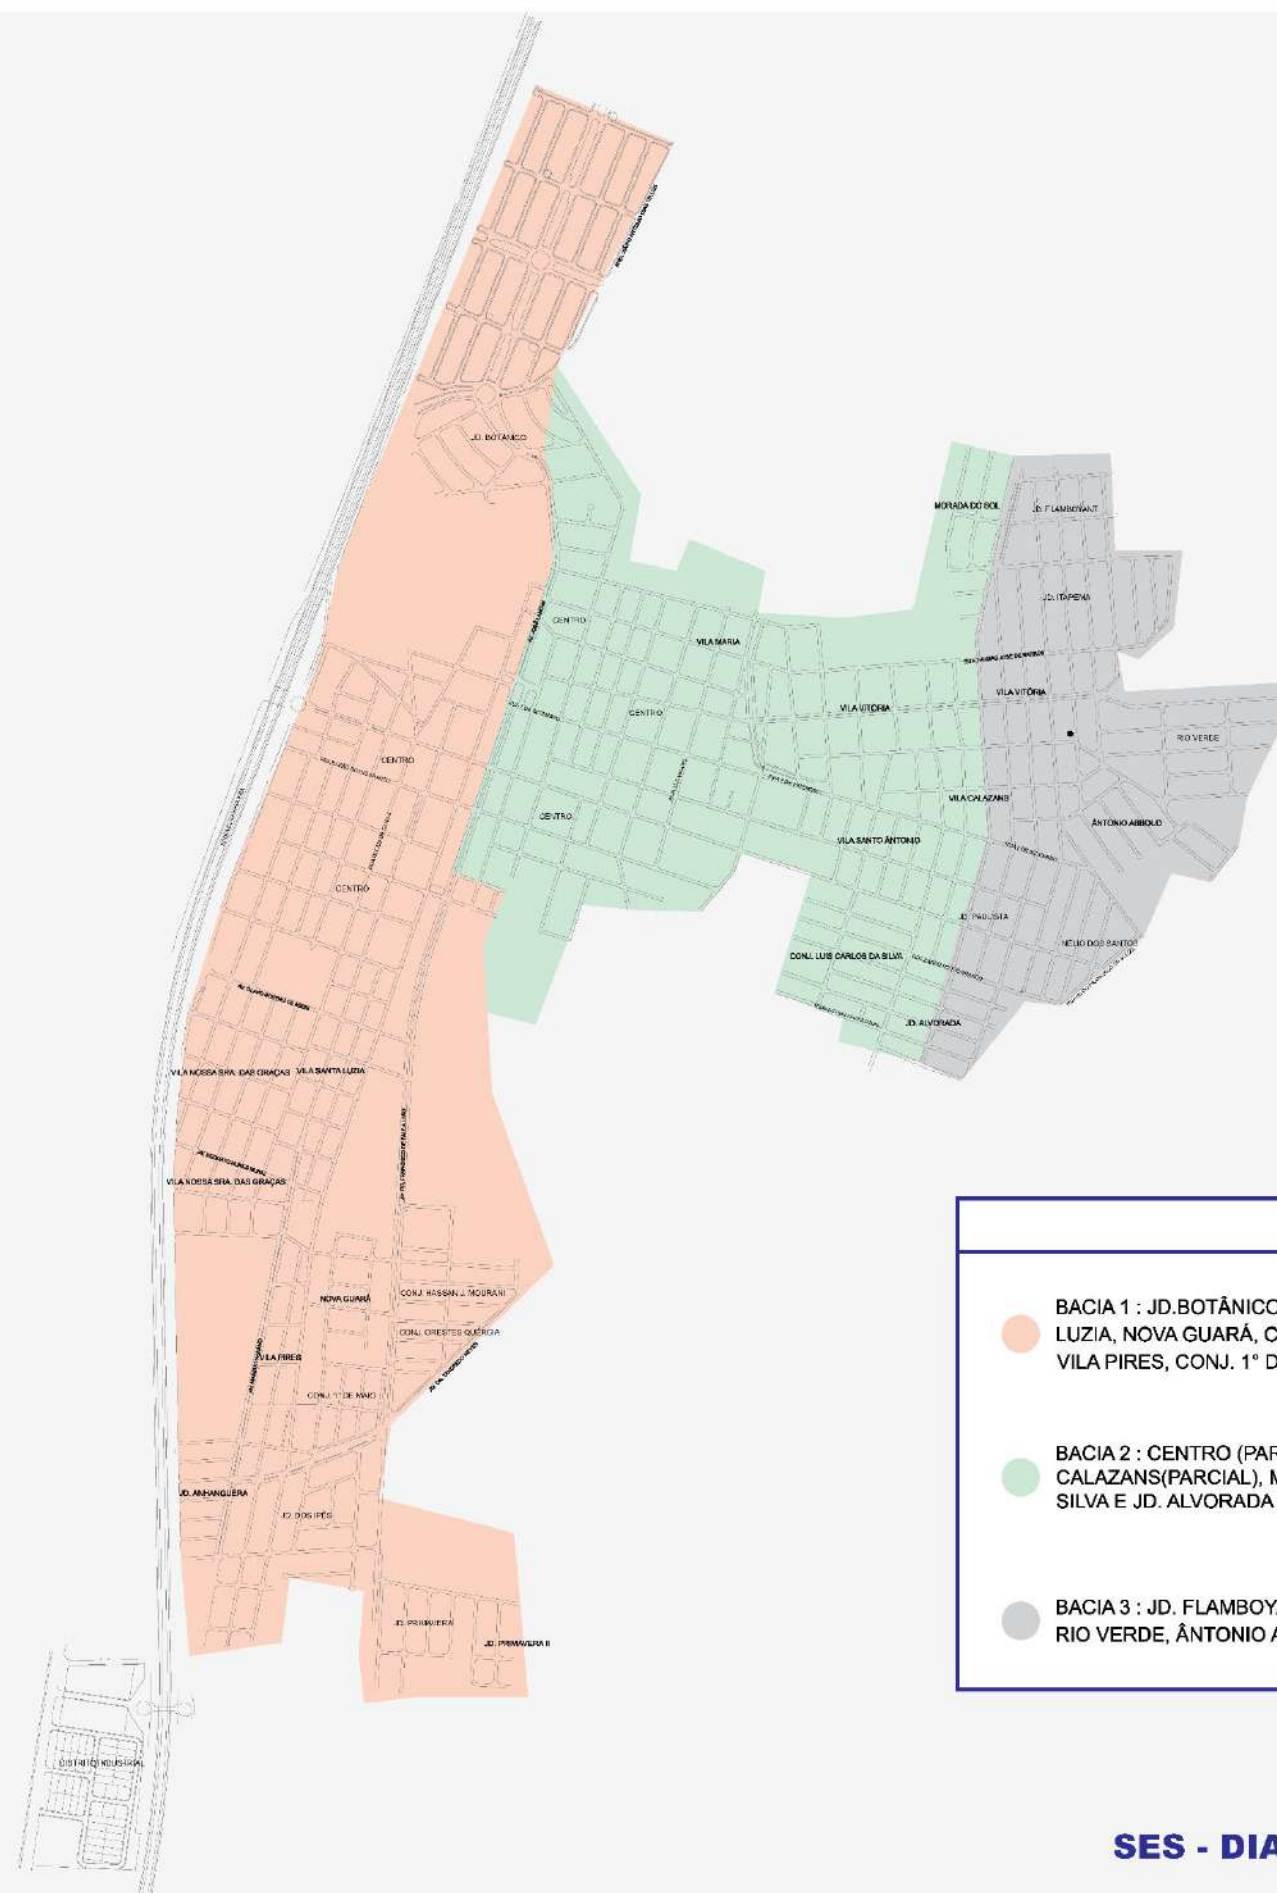 JD. BOTÂNICO
MORADA DO SOL
JD. FLAMBOYANT
JD. ITAPEMA
CENTRO
VILA MARIA
VILA VITÓRIA
VILA VITÓRIA
CENTRO
RIO VERDE
CENTRO
VILA CALAZANS
CENTRO
ÂNTONIO ABBOUD
VILA SANTO ÂNTONIO
CENTRO
JD. PAULISTA
NÉLIO DOS SANTOS
CONJ. LUIS CARLOS DA SILVA
JD. ALVORADA
VILA NOSSA SRA. DAS GRAÇAS
VILA SANTA LUZIA
VILA NOSSA SRA. DAS GRAÇAS
NOVA GUARÁ
CONJ. HASSAN J. MOURANI
CONJ. ORESTES QUÉRCIA
VILA PIRES
CONJ. 1° DE MAIO
JD. ANHANGUERA
JD. DOS IPÊS
JD. PRIMAVERA
JD. PRIMAVERA II
DISTRITO INDUSTRIAL
BACIA 1 : JD.BOTÂNICO
LUZIA, NOVA GUARÁ, C
VILA PIRES, CONJ. 1° D
BACIA 2 : CENTRO (PAR
CALAZANS(PARCIAL), M
SILVA E JD. ALVORADA
BACIA 3 : JD. FLAMBOY
RIO VERDE, ÂNTONIO A
SES - DIA